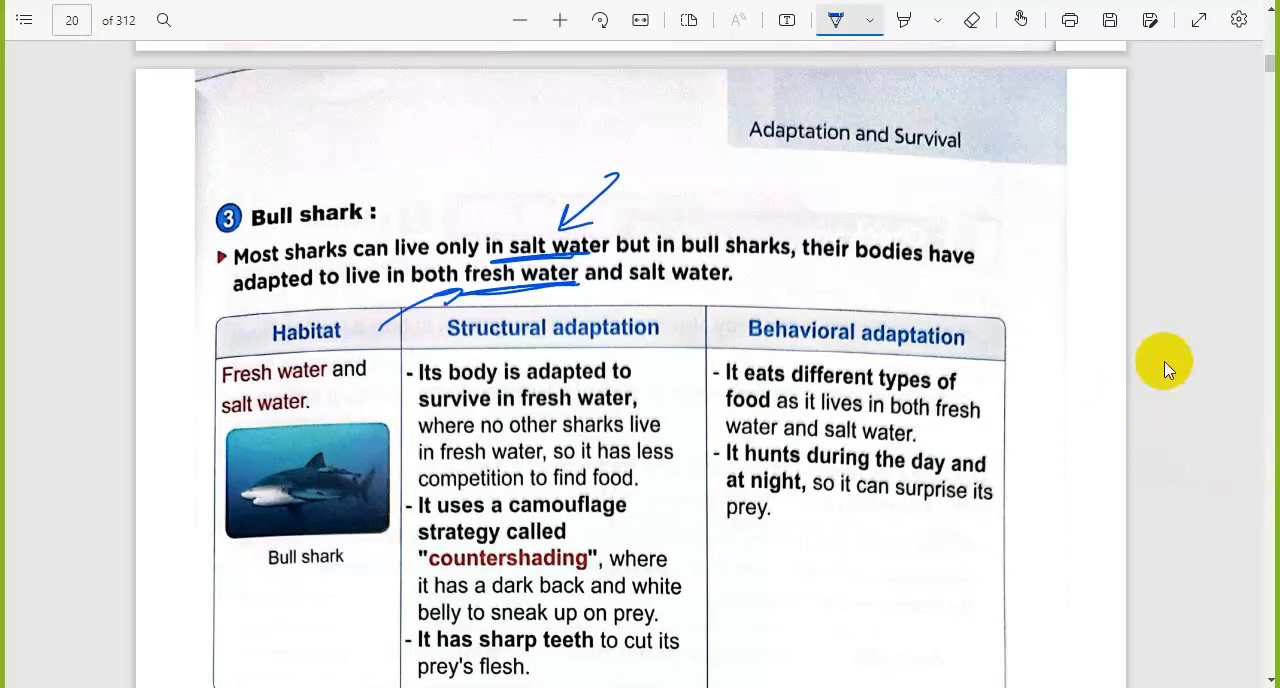 20 of 312
Adaptation and Survival
3 Bull shark :
Most sharks can live only in salt water but in bull sharks, their bodies have
adapted to live in both fresh water and salt water.
Habitat
Fresh water and
salt water.
Bull shark
Structural adaptation
- Its body is adapted to
survive in fresh water,
where no other sharks live
in fresh water, so it has less
competition to find food.
- It uses a camouflage
strategy called
"countershading", where
it has a dark back and white
belly to sneak up on prey.
- It has sharp teeth to cut its
prey's flesh.
Behavioral adaptation
- It eats different types of
food as it lives in both fresh
water and salt water.
- It hunts during the day and
at night, so it can surprise its
prey.